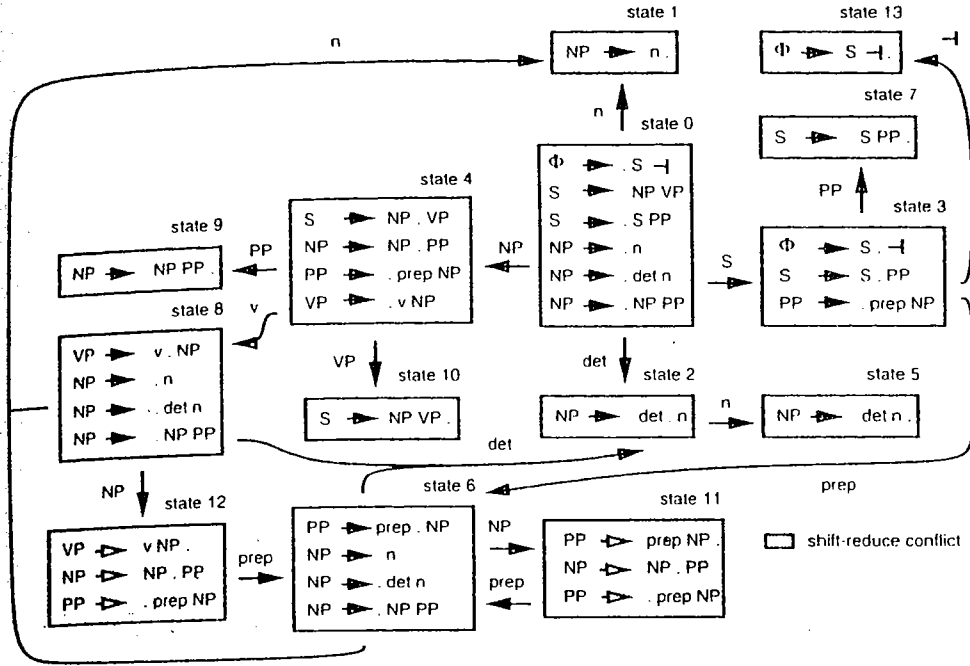 state 1
NP → n .
n
state 13
Φ → S ⊣ .
⊣
state 7
S → S PP .
PP
state 0
Φ → . S ⊣
S → NP VP
S → . S PP
NP → . n
NP → . det n
NP → . NP PP
n
NP
S
det
state 4
S → NP . VP
NP → NP . PP
PP → . prep NP
VP → . v NP
PP
v
VP
state 3
Φ → S . ⊣
S → S . PP
PP → . prep NP
prep
state 9
NP → NP PP .
state 8
VP → v . NP
NP → . n
NP → . det n
NP → . NP PP
NP
det
state 10
S → NP VP .
state 2
NP → det . n
n
state 5
NP → det n .
state 12
VP → v NP .
NP → NP . PP
PP → . prep NP
prep
state 6
PP → prep . NP
NP → n
NP → . det n
NP → . NP PP
NP
prep
state 11
PP → prep NP .
NP → NP . PP
PP → . prep NP
shift-reduce conflict